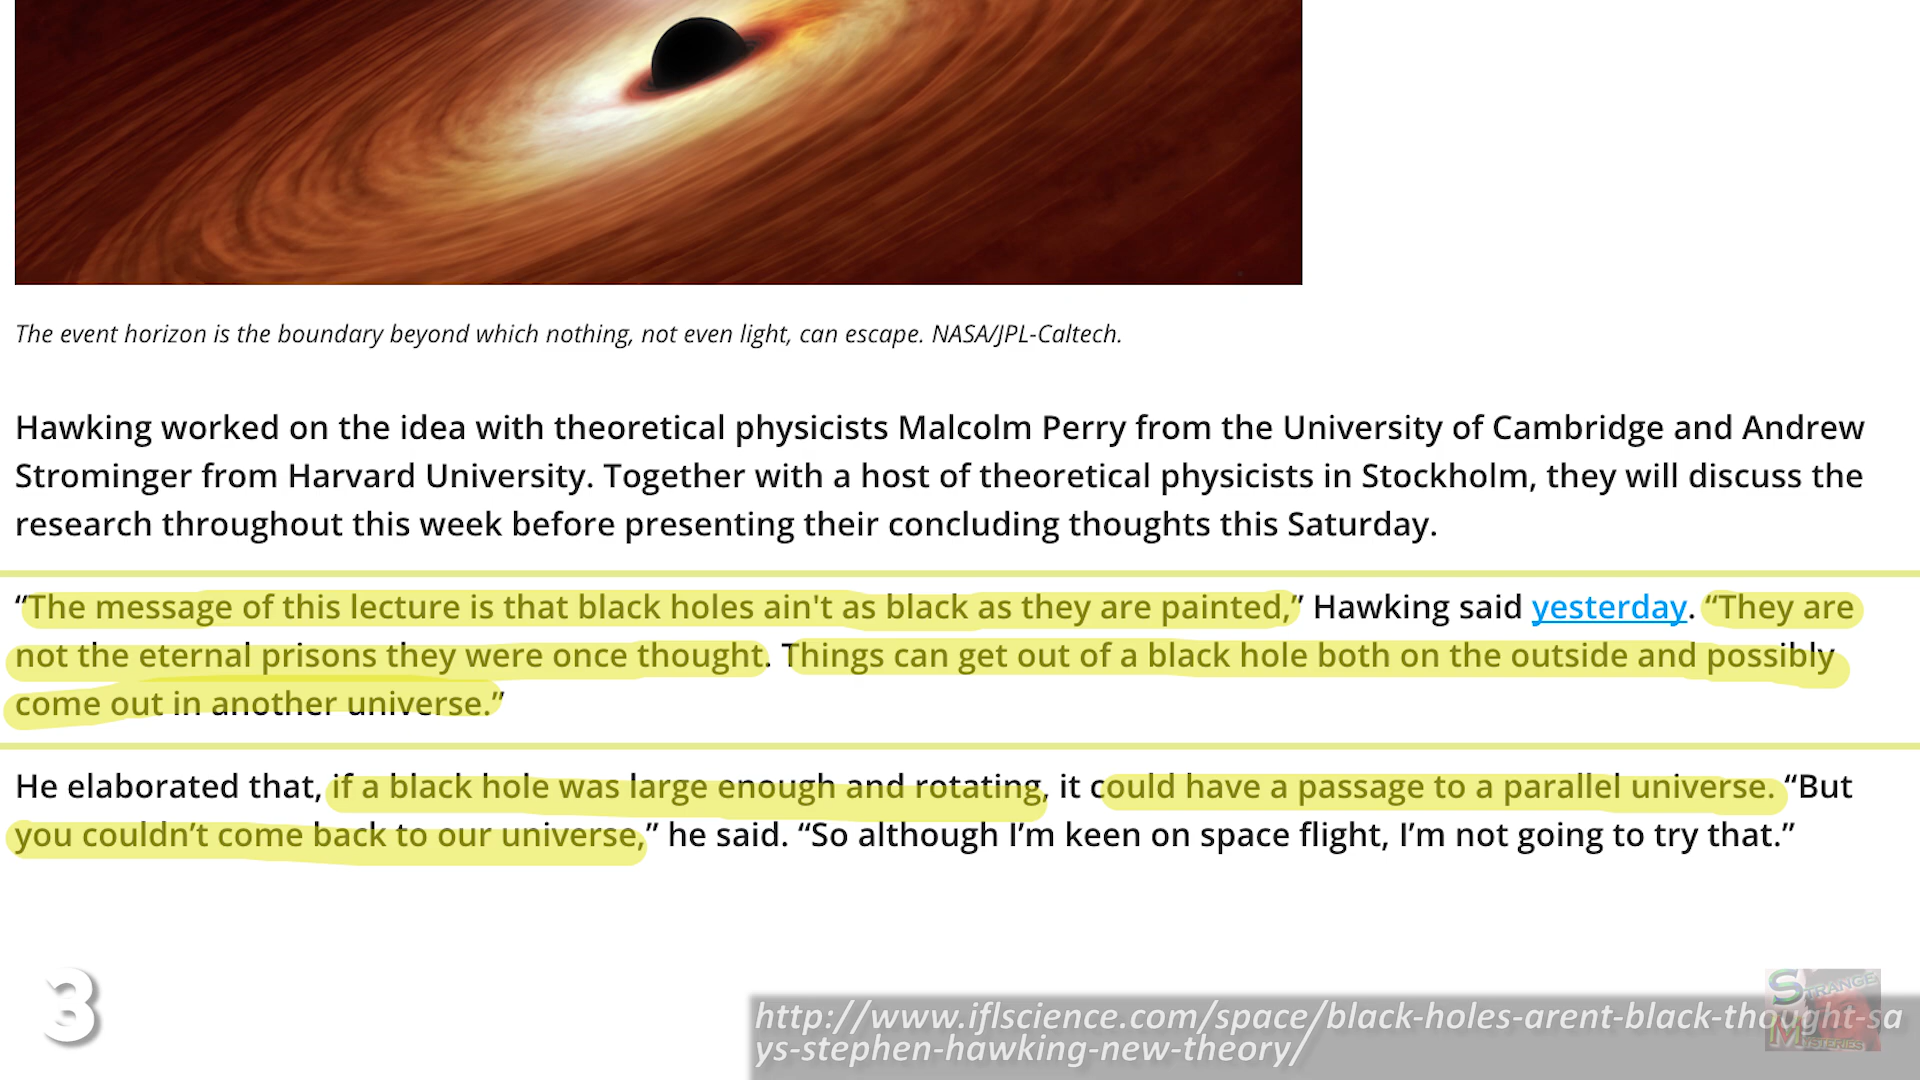 The event horizon is the boundary beyond which nothing, not even light, can escape. NASA/JPL-Caltech.
Hawking worked on the idea with theoretical physicists Malcolm Perry from the University of Cambridge and Andrew
Strominger from Harvard University. Together with a host of theoretical physicists in Stockholm, they will discuss the
research throughout this week before presenting their concluding thoughts this Saturday.
“The message of this lecture is that black holes ain't as black as they are painted,” Hawking said yesterday. “They are
not the eternal prisons they were once thought. Things can get out of a black hole both on the outside and possibly
come out in another universe.”
He elaborated that, if a black hole was large enough and rotating, it could have a passage to a parallel universe. “But
you couldn’t come back to our universe,” he said. “So although I’m keen on space flight, I’m not going to try that.”
3
http://www.iflscience.com/space/black-holes-arent-black-thought-sa
ys-stephen-hawking-new-theory/
STRANGE
MYSTERIES